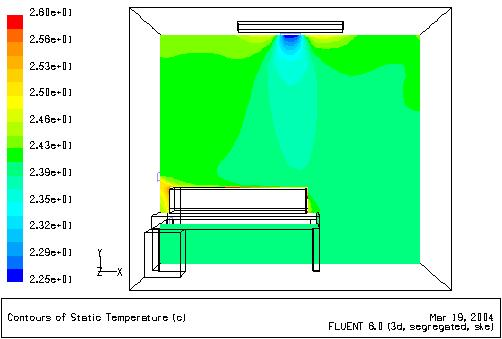 2.60e+01
2.56e+01
2.53e+01
2.50e+01
2.46e+01
2.43e+01
2.39e+01
2.35e+01
2.32e+01
2.29e+01
2.25e+01
Y
Z X
Contours of Static Temperature (c)
Mar 19, 2004
FLUENT 6.0 (3d, segregated, ske)